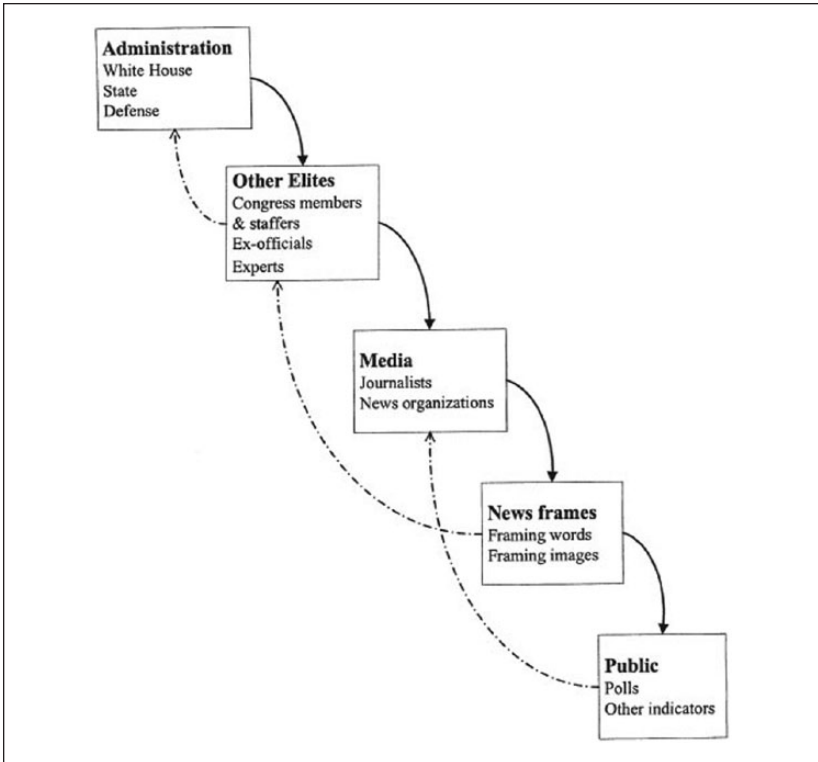 Administration
White House
State
Defense
Other Elites
Congress members
& staffers
Ex-officials
Experts
Media
Journalists
News organizations
News frames
Framing words
Framing images
Public
Polls
Other indicators